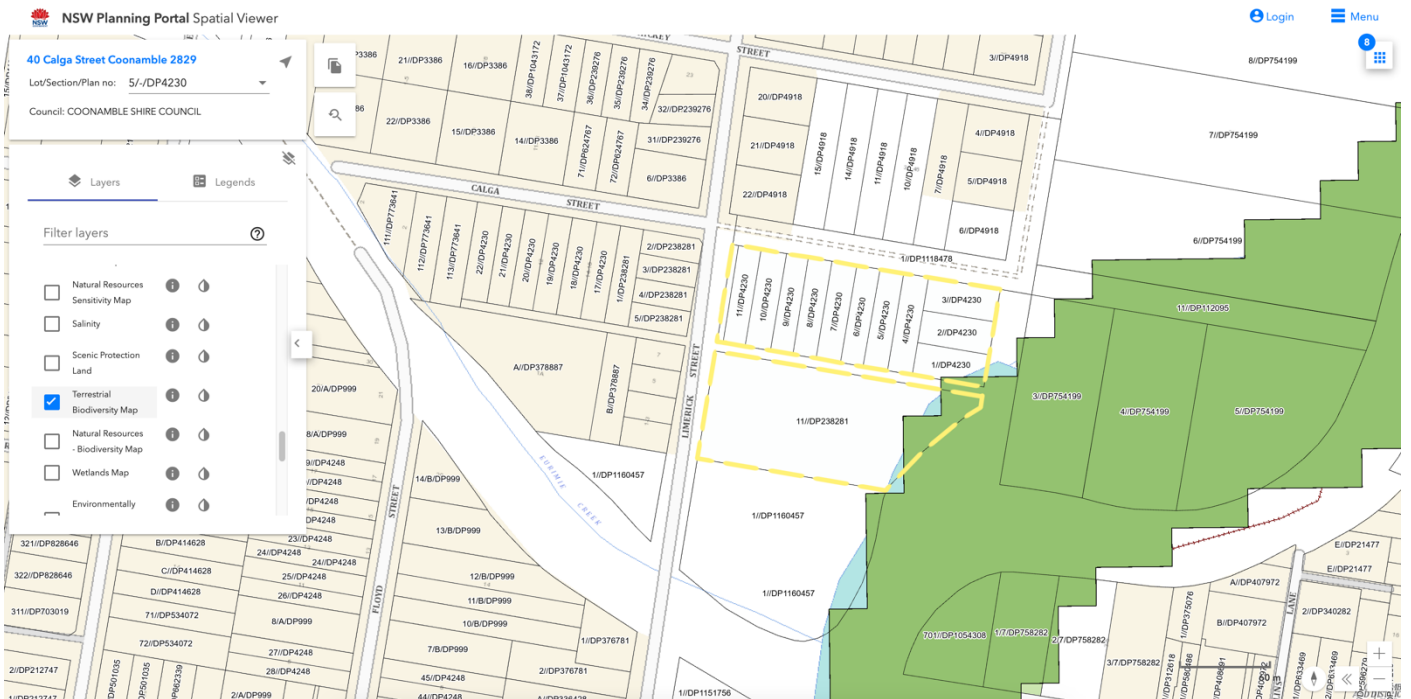 NSW Planning Portal Spatial Viewer
Login
Menu
8
40 Calga Street Coonamble 2829
Lot/Section/Plan no:
5/-/DP4230
Council: COONAMBLE SHIRE COUNCIL
Layers
Legends
Filter layers
Natural Resources
Sensitivity Map
Salinity
Scenic Protection
Land
Terrestrial
Biodiversity Map
Natural Resources
- Biodiversity Map
Wetlands Map
Environmentally
STREET
21//DP3386
16//DP3386
38//DP1043172
37//DP1043172
36//DP239276
35//DP239276
34//DP239276
23
32//DP239276
22//DP3386
15//DP3386
14//DP3386
71//DP624767
72//DP624767
31//DP239276
6//DP3386
CALGA
STREET
20//DP4918
21//DP4918
22//DP4918
15//DP4918
14//DP4918
11//DP4918
10//DP4918
7//DP4918
4//DP4918
5//DP4918
6//DP4918
3//DP4918
8//DP754199
7//DP754199
6//DP754199
1//DP1118478
111//DP773641
112//DP773641
113//DP773641
22//DP4230
21//DP4230
20//DP4230
19//DP4230
18//DP4230
17//DP4230
1//DP238281
2//DP238281
3//DP238281
4//DP238281
5//DP238281
11//DP4230
10//DP4230
9//DP4230
8//DP4230
7//DP4230
6//DP4230
5//DP4230
4//DP4230
3//DP4230
2//DP4230
1//DP4230
11//DP112095
3//DP754199
4//DP754199
5//DP754199
A//DP378887
B//DP378887
LIMERICK
STREET
11//DP238281
20/A/DP999
8/A/DP999
9//DP4248
14/B/DP999
13/B/DP999
12/B/DP999
11/B/DP999
10/B/DP999
7/B/DP999
EURIMIE
CREEK
1//DP1160457
1//DP1160457
1//DP1160457
FLOYD
STREET
321//DP828646
322//DP828646
311//DP703019
2//DP212747
B//DP414628
C//DP414628
D//DP414628
71//DP534072
72//DP534072
23//DP4248
24//DP4248
24//DP4248
25//DP4248
26//DP4248
8/A/DP999
27//DP4248
28//DP4248
2/A/DP999
45//DP4248
44//DP4248
1//DP376781
2//DP376781
1//DP1151756
701//DP1054308
1/7/DP758282
2/7/DP758282
3/7/DP758282
1//DP375076
A//DP407972
B//DP407972
E//DP21477
E//DP21477
2//DP340282
LANE
60 m